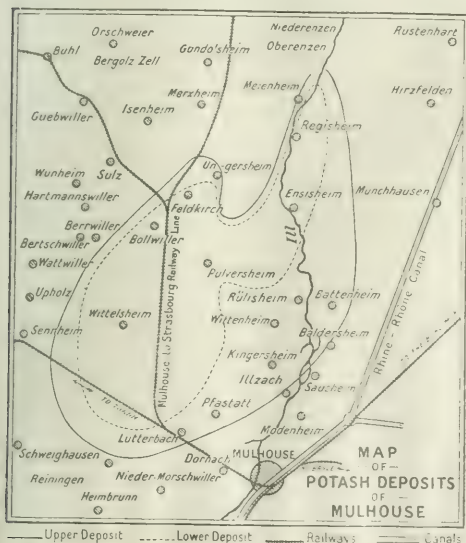 Niederenzen
Orschweier
Rustenhart
Gundolsheim
Oberenzen
Buhl
Bergolz Zell
Merxheim
Meienheim
Hirzfelden
Guebwiller
Isenheim
Regisheim
Sulz
Ungersheim
Wunheim
Ensisheim
Munchhausen
Feldkirch
Hartmannswiller
Berrwiller
Bollwiller
Ill
Bertschwiller
Wattwiller
Pulversheim
Upholz
Rülisheim
Battenheim
Wittelsheim
Wittenheim
Sennheim
Baldersheim
Mulhouse to Strasbourg Railway Line
Rhine-Rhone Canal
Kingersheim
Sausheim
Illzach
Pfastatt
Modenheim
Lutterbach
Schweighausen
Dornach
MULHOUSE
Reiningen
Nieder-Morschwiller
Heimbrunn
MAP
OF
POTASH DEPOSITS
OF
MULHOUSE
Upper Deposit Lower Deposit Railways Canals